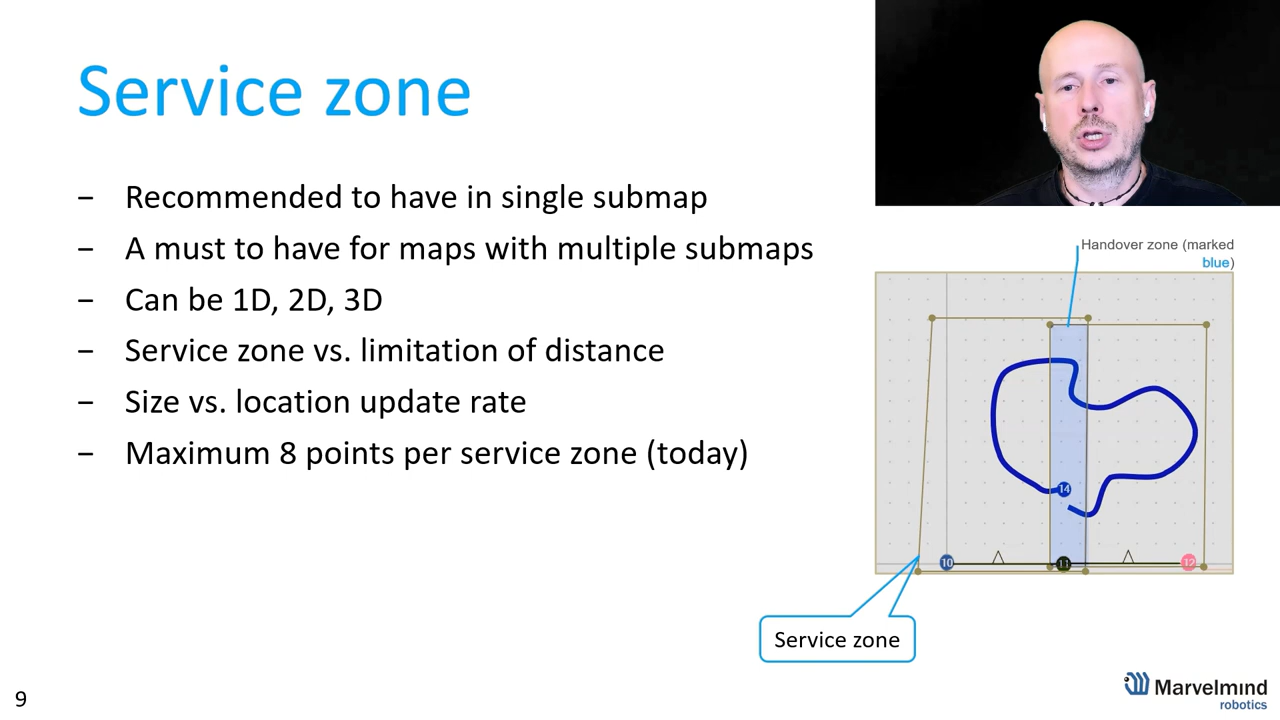 Service zone
− Recommended to have in single submap
− A must to have for maps with multiple submaps
− Can be 1D, 2D, 3D
− Service zone vs. limitation of distance
− Size vs. location update rate
− Maximum 8 points per service zone (today)
Handover zone (marked
blue)
14
10
11
12
Service zone
9
Marvelmind
robotics